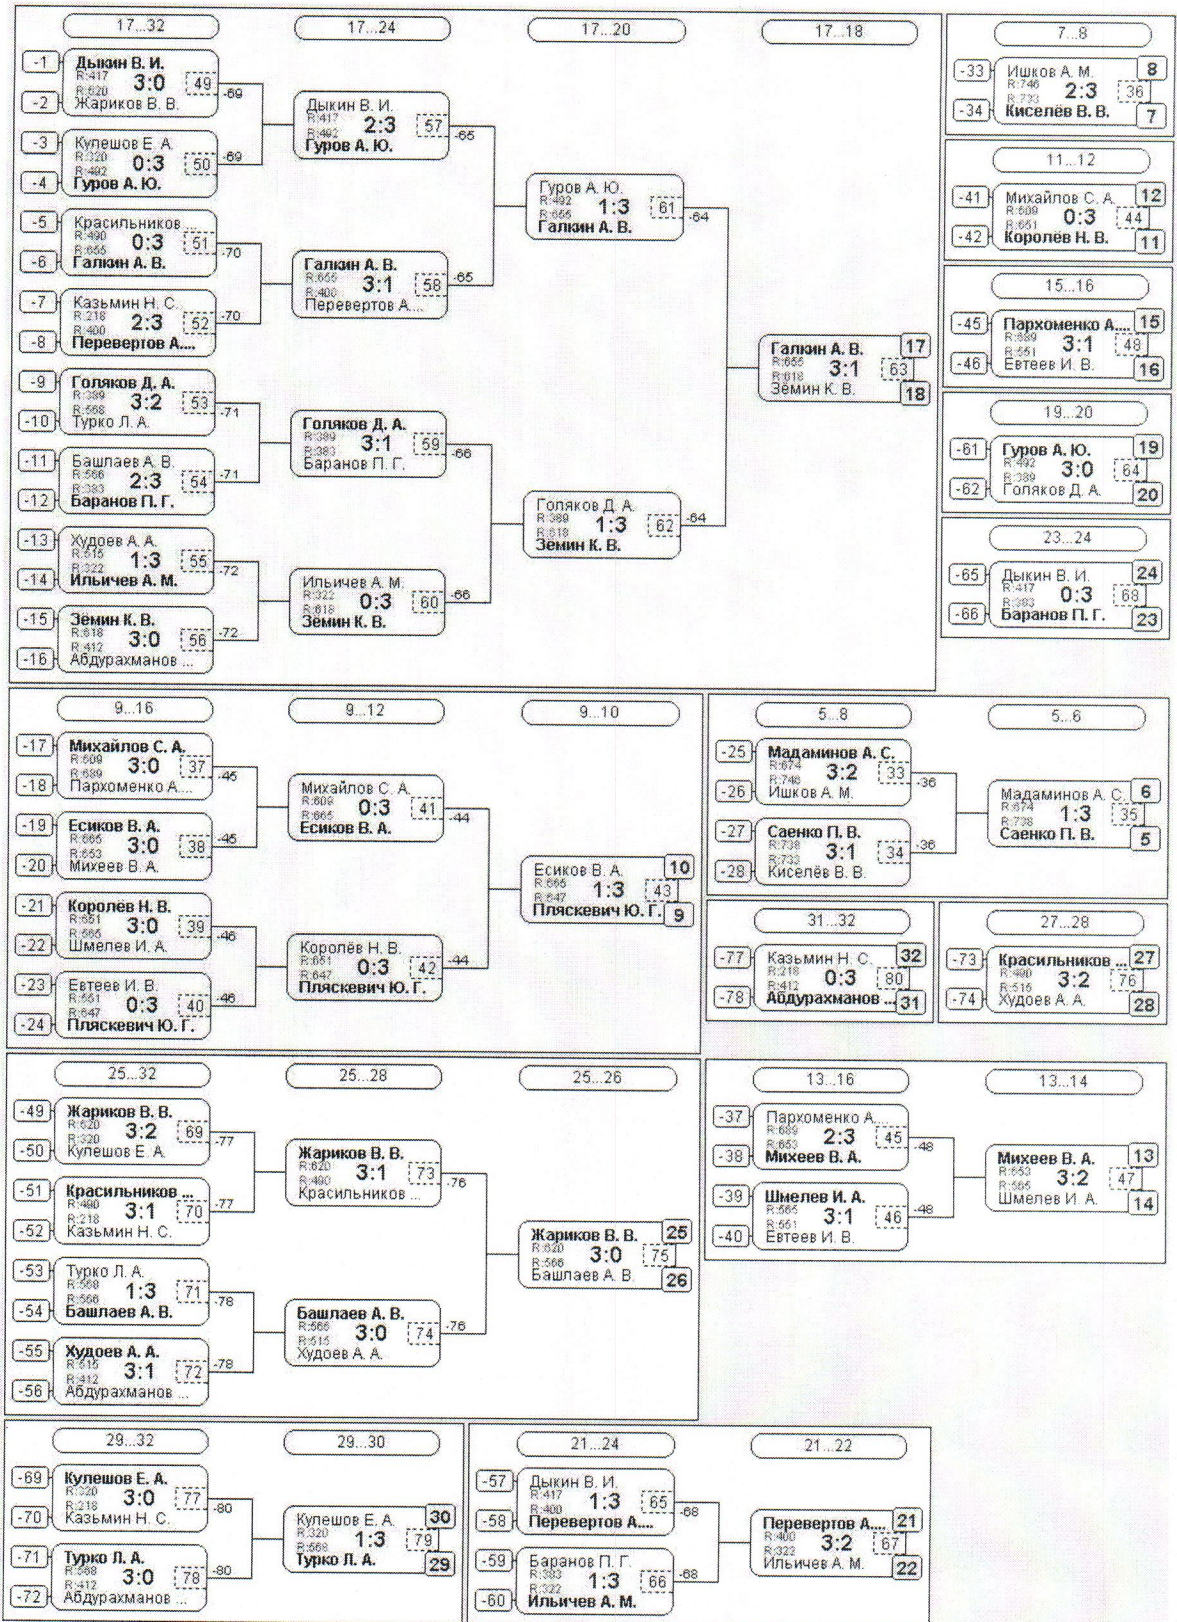 17...32
17...24
17...20
17...18
-1
Дыкин В. И.
R:417
3:0
49
-69
R:620
-2
Жариков В. В.
-3
Кулешов Е. А.
R:320
0:3
50
-69
R:492
-4
Гуров А. Ю.
-5
Красильников ...
R:490
0:3
51
-70
R:655
-6
Галкин А. В.
-7
Казьмин Н. С.
R:218
2:3
52
-70
R:400
-8
Перевертов А....
-9
Голяков Д. А.
R:389
3:2
53
-71
R:568
-10
Турко Л. А.
-11
Башлаев А. В.
R:566
2:3
54
-71
R:383
-12
Баранов П. Г.
-13
Худоев А. А.
R:515
1:3
55
-72
R:322
-14
Ильичев А. М.
-15
Зёмин К. В.
R:618
3:0
56
-72
R:412
-16
Абдурахманов ...
Дыкин В. И.
R:417
2:3
57
-65
R:492
Гуров А. Ю.
Галкин А. В.
R:655
3:1
58
-65
R:400
Перевертов А....
Голяков Д. А.
R:389
3:1
59
-66
R:383
Баранов П. Г.
Ильичев А. М.
R:322
0:3
60
-66
R:618
Зёмин К. В.
Гуров А. Ю.
R:492
1:3
61
-64
R:655
Галкин А. В.
Голяков Д. А.
R:389
1:3
62
-64
R:618
Зёмин К. В.
Галкин А. В.
17
R:655
3:1
63
R:618
Зёмин К. В.
18
7...8
-33
Ишков А. М.
8
R:746
2:3
36
R:733
-34
Киселёв В. В.
7
11...12
-41
Михайлов С. А.
12
R:609
0:3
44
R:651
-42
Королёв Н. В.
11
15...16
-45
Пархоменко А....
15
R:689
3:1
48
R:551
-46
Евтеев И. В.
16
19...20
-61
Гуров А. Ю.
19
R:492
3:0
64
R:389
-62
Голяков Д. А.
20
23...24
-65
Дыкин В. И.
24
R:417
0:3
68
R:383
-66
Баранов П. Г.
23
9...16
9...12
9...10
-17
Михайлов С. А.
R:609
3:0
37
-45
R:689
-18
Пархоменко А....
-19
Есиков В. А.
R:665
3:0
38
-45
R:653
-20
Михеев В. А.
-21
Королёв Н. В.
R:651
3:0
39
-46
R:565
-22
Шмелев И. А.
-23
Евтеев И. В.
R:551
0:3
40
-46
R:647
-24
Пляскевич Ю. Г.
Михайлов С. А.
R:609
0:3
41
-44
R:665
Есиков В. А.
Королёв Н. В.
R:651
0:3
42
-44
R:647
Пляскевич Ю. Г.
Есиков В. А.
10
R:665
1:3
43
R:647
Пляскевич Ю. Г.
9
5...8
5...6
-25
Мадаминов А. С.
R:674
3:2
33
-36
R:746
-26
Ишков А. М.
-27
Саенко П. В.
R:738
3:1
34
-36
R:733
-28
Киселёв В. В.
Мадаминов А. С.
6
R:674
1:3
35
R:738
Саенко П. В.
5
31...32
-77
Казьмин Н. С.
32
R:218
0:3
80
R:412
-78
Абдурахманов ...
31
27...28
-73
Красильников ...
27
R:490
3:2
76
R:515
-74
Худоев А. А.
28
25...32
25...28
25...26
-49
Жариков В. В.
R:620
3:2
69
-77
R:320
-50
Кулешов Е. А.
-51
Красильников ...
R:490
3:1
70
-77
R:218
-52
Казьмин Н. С.
-53
Турко Л. А.
R:568
1:3
71
-78
R:566
-54
Башлаев А. В.
-55
Худоев А. А.
R:515
3:1
72
-78
R:412
-56
Абдурахманов ...
Жариков В. В.
R:620
3:1
73
-76
R:490
Красильников ...
Башлаев А. В.
R:566
3:0
74
-76
R:515
Худоев А. А.
Жариков В. В.
25
R:620
3:0
75
R:566
Башлаев А. В.
26
13...16
13...14
-37
Пархоменко А....
R:689
2:3
45
-48
R:653
-38
Михеев В. А.
-39
Шмелев И. А.
R:565
3:1
46
-48
R:551
-40
Евтеев И. В.
Михеев В. А.
13
R:653
3:2
47
R:565
Шмелев И. А.
14
29...32
29...30
-69
Кулешов Е. А.
R:320
3:0
77
-80
R:218
-70
Казьмин Н. С.
-71
Турко Л. А.
R:568
3:0
78
-80
R:412
-72
Абдурахманов ...
Кулешов Е. А.
30
R:320
1:3
79
R:568
Турко Л. А.
29
21...24
21...22
-57
Дыкин В. И.
R:417
1:3
65
-68
R:400
-58
Перевертов А....
-59
Баранов П. Г.
R:383
1:3
66
-68
R:322
-60
Ильичев А. М.
Перевертов А....
21
R:400
3:2
67
R:322
Ильичев А. М.
22